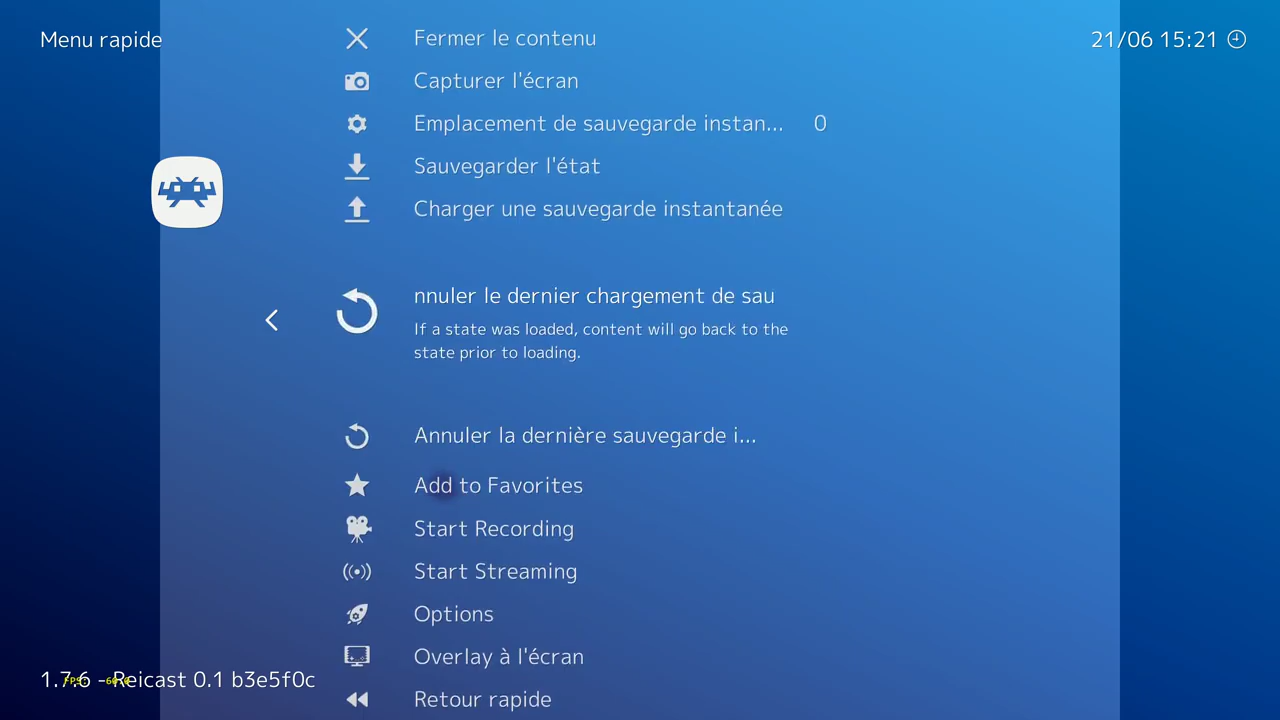 Menu rapide
21/06 15:21
Fermer le contenu
Capturer l'écran
Emplacement de sauvegarde instan... 0
Sauvegarder l'état
Charger une sauvegarde instantanée
nnuler le dernier chargement de sau
If a state was loaded, content will go back to the
state prior to loading.
Annuler la dernière sauvegarde i...
Add to Favorites
Start Recording
Start Streaming
Options
Overlay à l'écran
Retour rapide
1.7.6 - Reicast 0.1 b3e5f0c